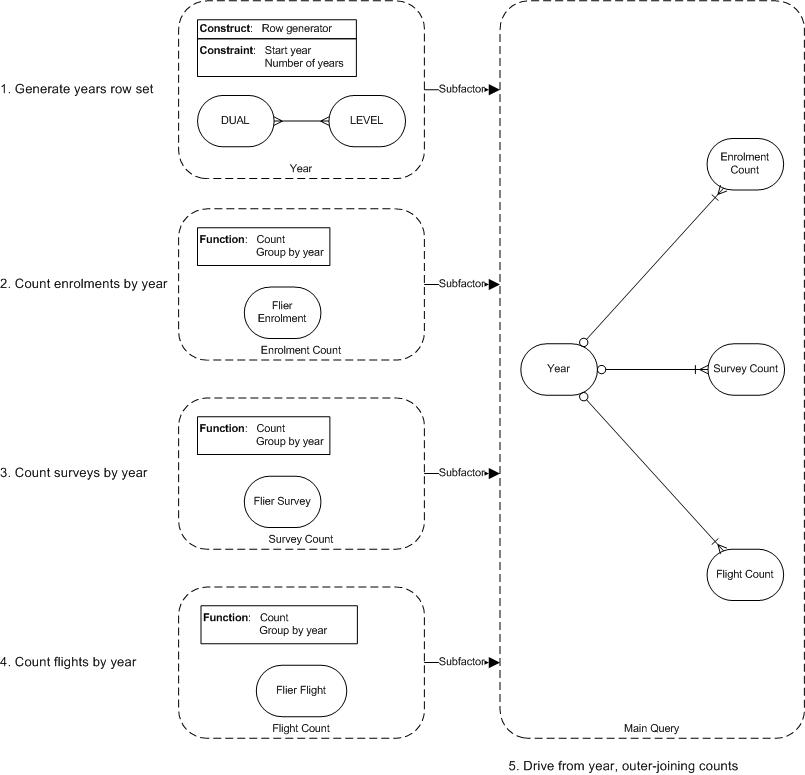 Construct: Row generator
Constraint: Start year
Number of years
1. Generate years row set
DUAL
LEVEL
Year
Subfactor
Function: Count
Group by year
2. Count enrolments by year
Flier
Enrolment
Enrolment Count
Subfactor
Function: Count
Group by year
3. Count surveys by year
Flier Survey
Survey Count
Subfactor
Function: Count
Group by year
4. Count flights by year
Flier Flight
Flight Count
Subfactor
Enrolment
Count
Year
Survey Count
Flight Count
Main Query
5. Drive from year, outer-joining counts